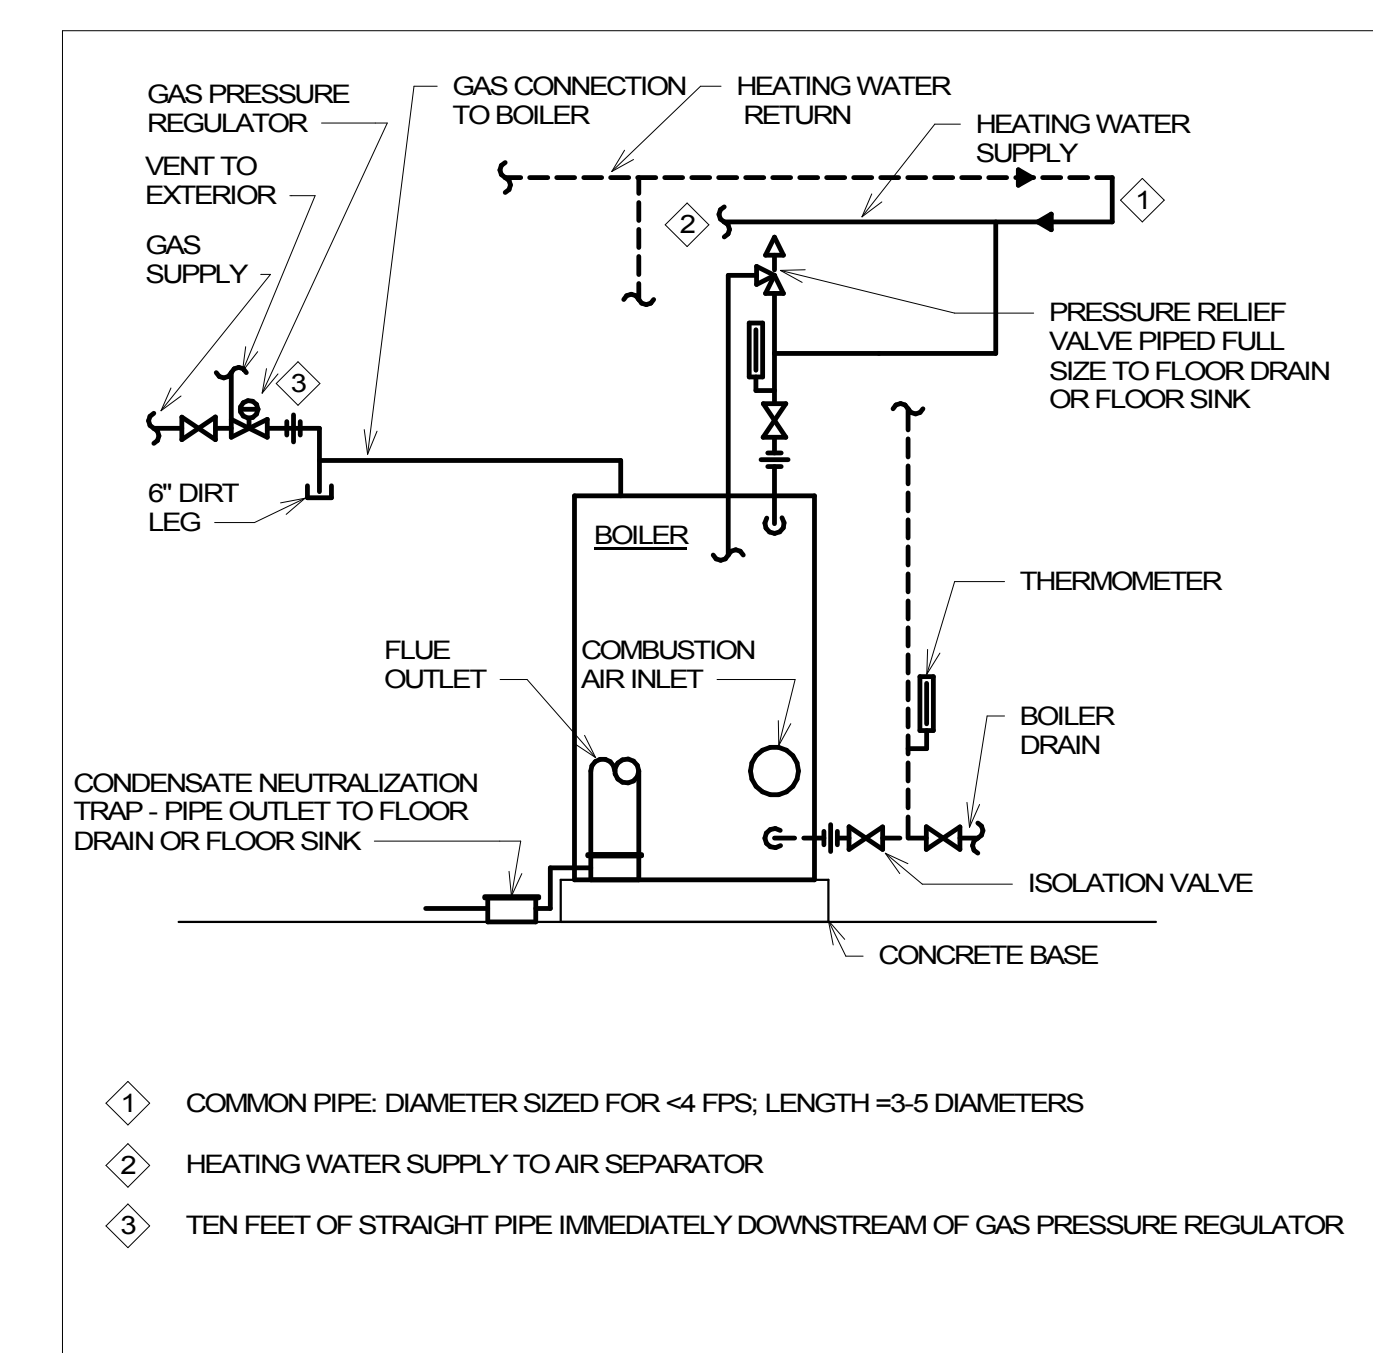 GAS PRESSURE
REGULATOR
GAS CONNECTION
TO BOILER
HEATING WATER
RETURN
HEATING WATER
SUPPLY
VENT TO
EXTERIOR
GAS
SUPPLY
1
2
3
PRESSURE RELIEF
VALVE PIPED FULL
SIZE TO FLOOR DRAIN
OR FLOOR SINK
6" DIRT
LEG
BOILER
THERMOMETER
FLUE
OUTLET
COMBUSTION
AIR INLET
BOILER
DRAIN
CONDENSATE NEUTRALIZATION
TRAP - PIPE OUTLET TO FLOOR
DRAIN OR FLOOR SINK
ISOLATION VALVE
CONCRETE BASE
1 COMMON PIPE: DIAMETER SIZED FOR <4 FPS; LENGTH =3-5 DIAMETERS
2 HEATING WATER SUPPLY TO AIR SEPARATOR
3 TEN FEET OF STRAIGHT PIPE IMMEDIATELY DOWNSTREAM OF GAS PRESSURE REGULATOR